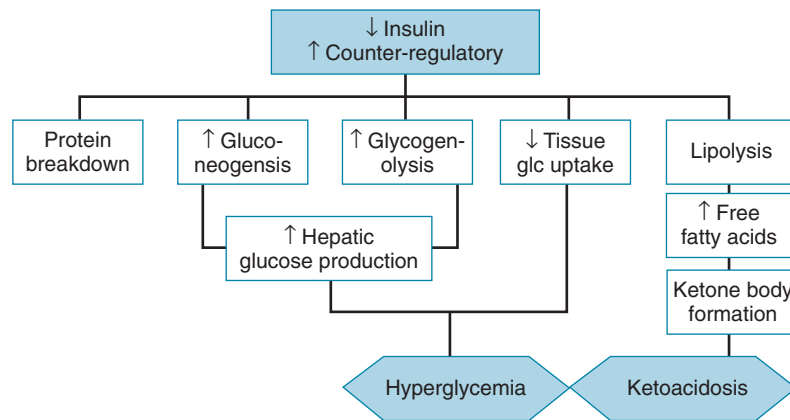 ↓ Insulin
↑ Counter-regulatory
Protein
breakdown
↑ Gluco-
neogensis
↑ Glycogen-
olysis
↓ Tissue
glc uptake
Lipolysis
↑ Hepatic
glucose production
↑ Free
fatty acids
Ketone body
formation
Hyperglycemia
Ketoacidosis